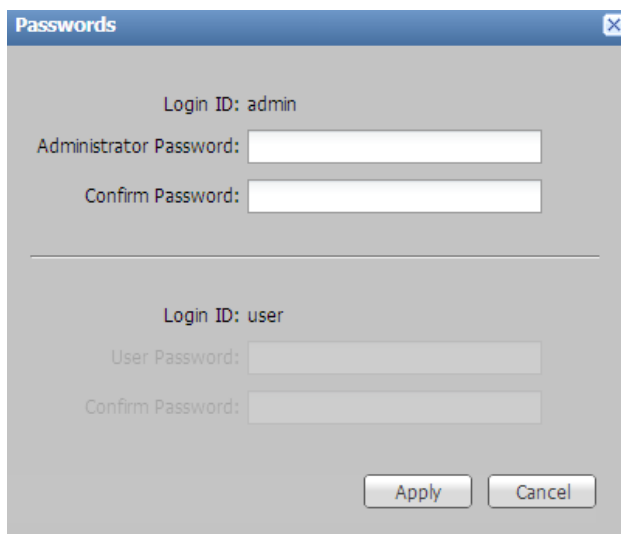 Passwords
Login ID: admin
Administrator Password:
Confirm Password:
Login ID: user
User Password:
Confirm Password:
Apply Cancel